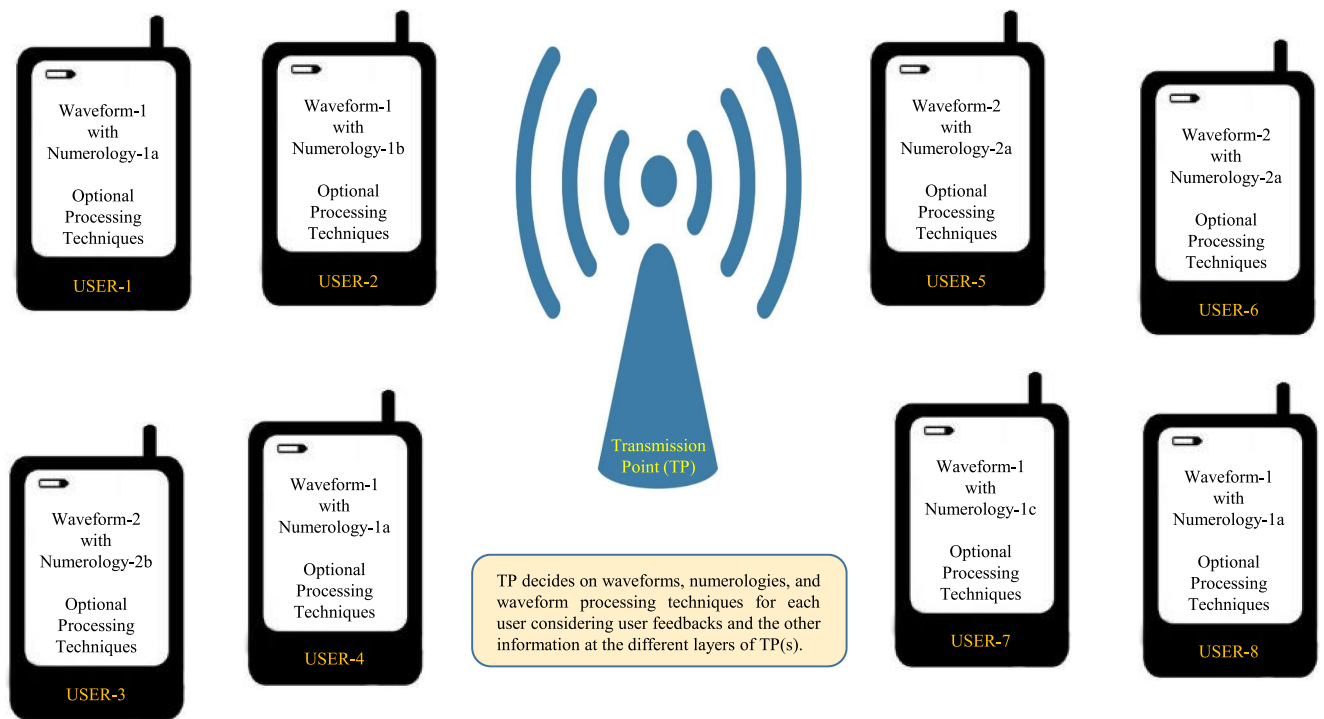 Waveform-1
with
Numerology-1a
Optional
Processing
Techniques
USER-1
Waveform-1
with
Numerology-1b
Optional
Processing
Techniques
USER-2
Waveform-2
with
Numerology-2a
Optional
Processing
Techniques
USER-5
Waveform-2
with
Numerology-2a
Optional
Processing
Techniques
USER-6
Transmission
Point (TP)
Waveform-2
with
Numerology-2b
Optional
Processing
Techniques
USER-3
Waveform-1
with
Numerology-1a
Optional
Processing
Techniques
USER-4
TP decides on waveforms, numerologies, and
waveform processing techniques for each
user considering user feedbacks and the other
information at the different layers of TP(s).
Waveform-1
with
Numerology-1c
Optional
Processing
Techniques
USER-7
Waveform-1
with
Numerology-1a
Optional
Processing
Techniques
USER-8